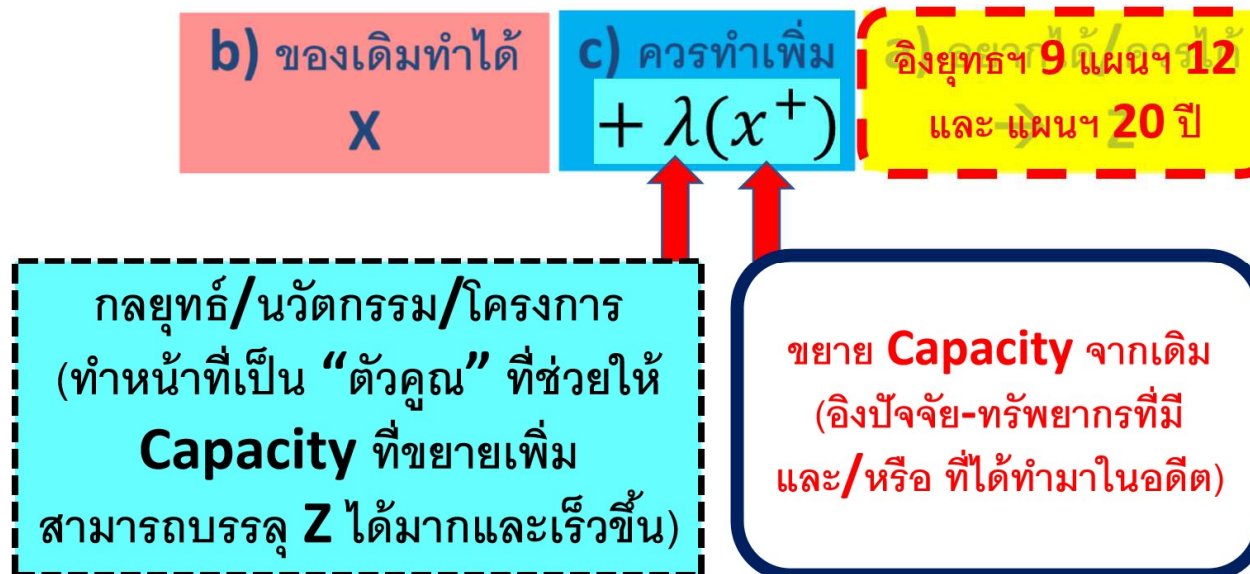 b) ของเดิมทำได้
X
c) ควรทำเพิ่ม
+ λ(x⁺)
อิงยุทธฯ 9 แผนฯ 12
และ แผนฯ 20 ปี
กลยุทธ์/นวัตกรรม/โครงการ
(ทำหน้าที่เป็น “ตัวคูณ” ที่ช่วยให้
Capacity ที่ขยายเพิ่ม
สามารถบรรลุ Z ได้มากและเร็วขึ้น)
ขยาย Capacity จากเดิม
(อิงปัจจัย-ทรัพยากรที่มี
และ/หรือ ที่ได้ทำมาในอดีต)